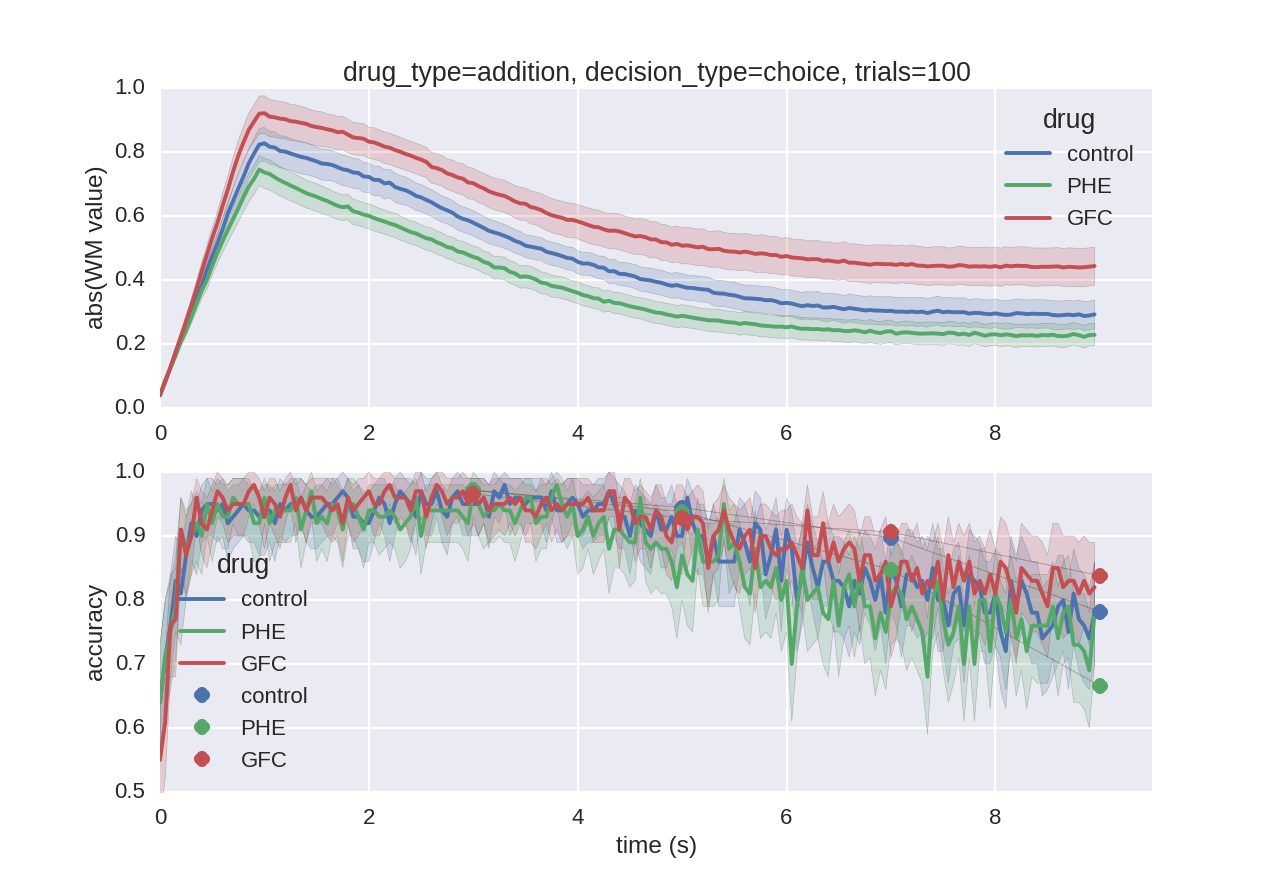 drug_type=addition, decision_type=choice, trials=100
abs(WM value)
1.0
0.8
0.6
0.4
0.2
0.0
0 2 4 6 8
drug
control
PHE
GFC
accuracy
1.0
0.9
0.8
0.7
0.6
0.5
drug
control
PHE
GFC
control
PHE
GFC
0 2 4 6 8
time (s)